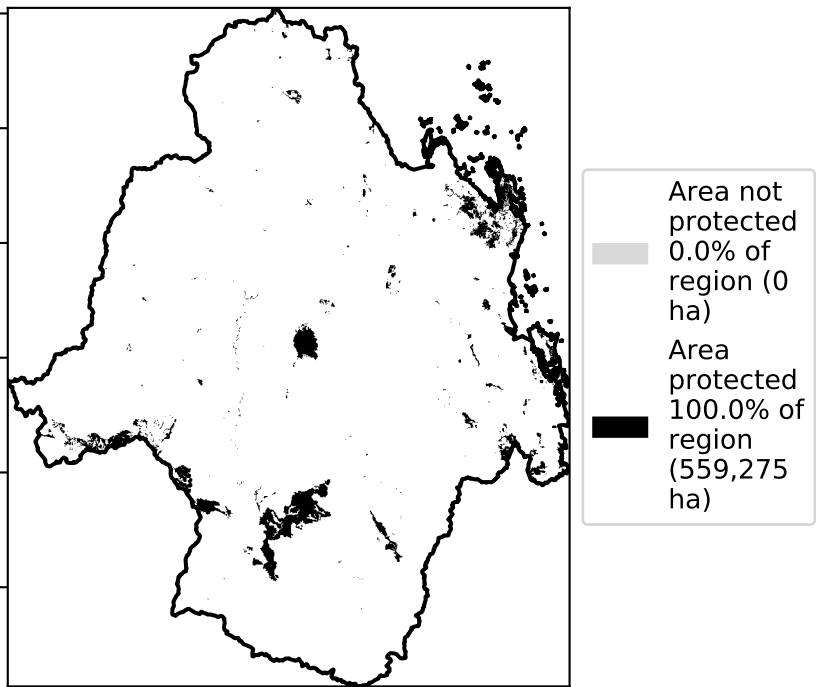 Area not
protected
0.0% of
region (0
ha)
Area
protected
100.0% of
region
(559,275
ha)